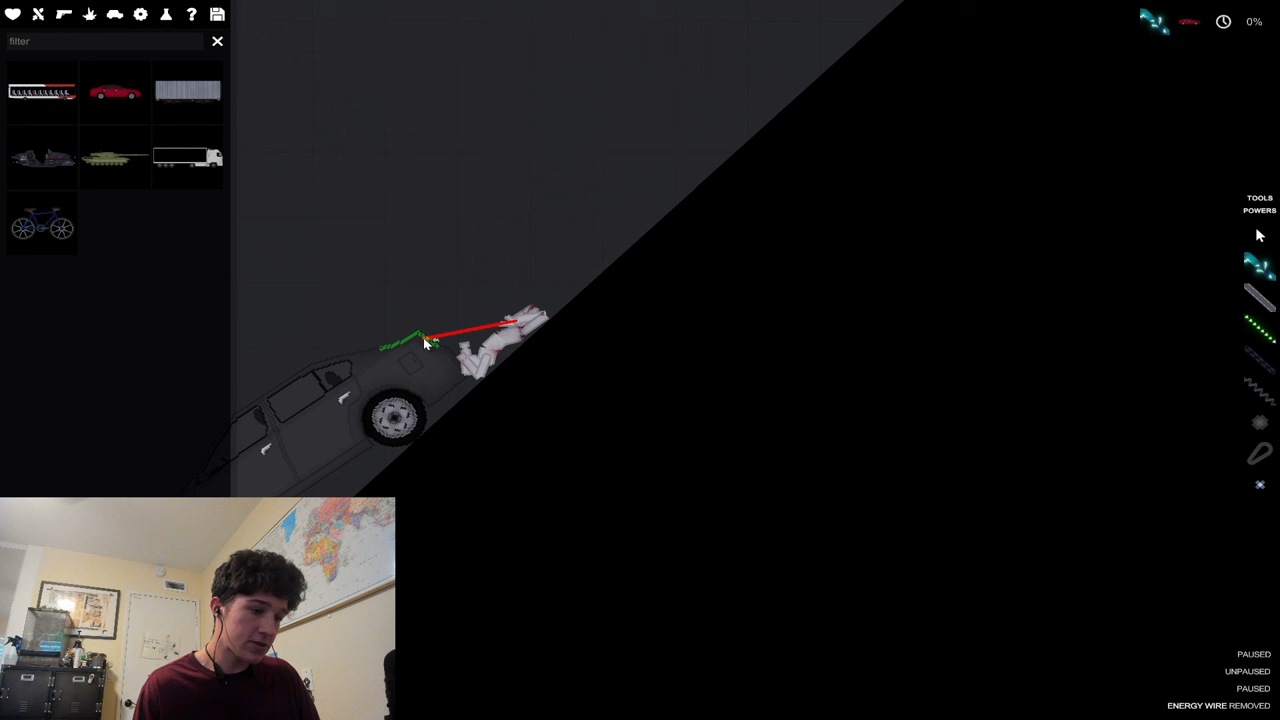 ?
filter
0%
TOOLS
POWERS
PAUSED
UNPAUSED
PAUSED
ENERGY WIRE REMOVED